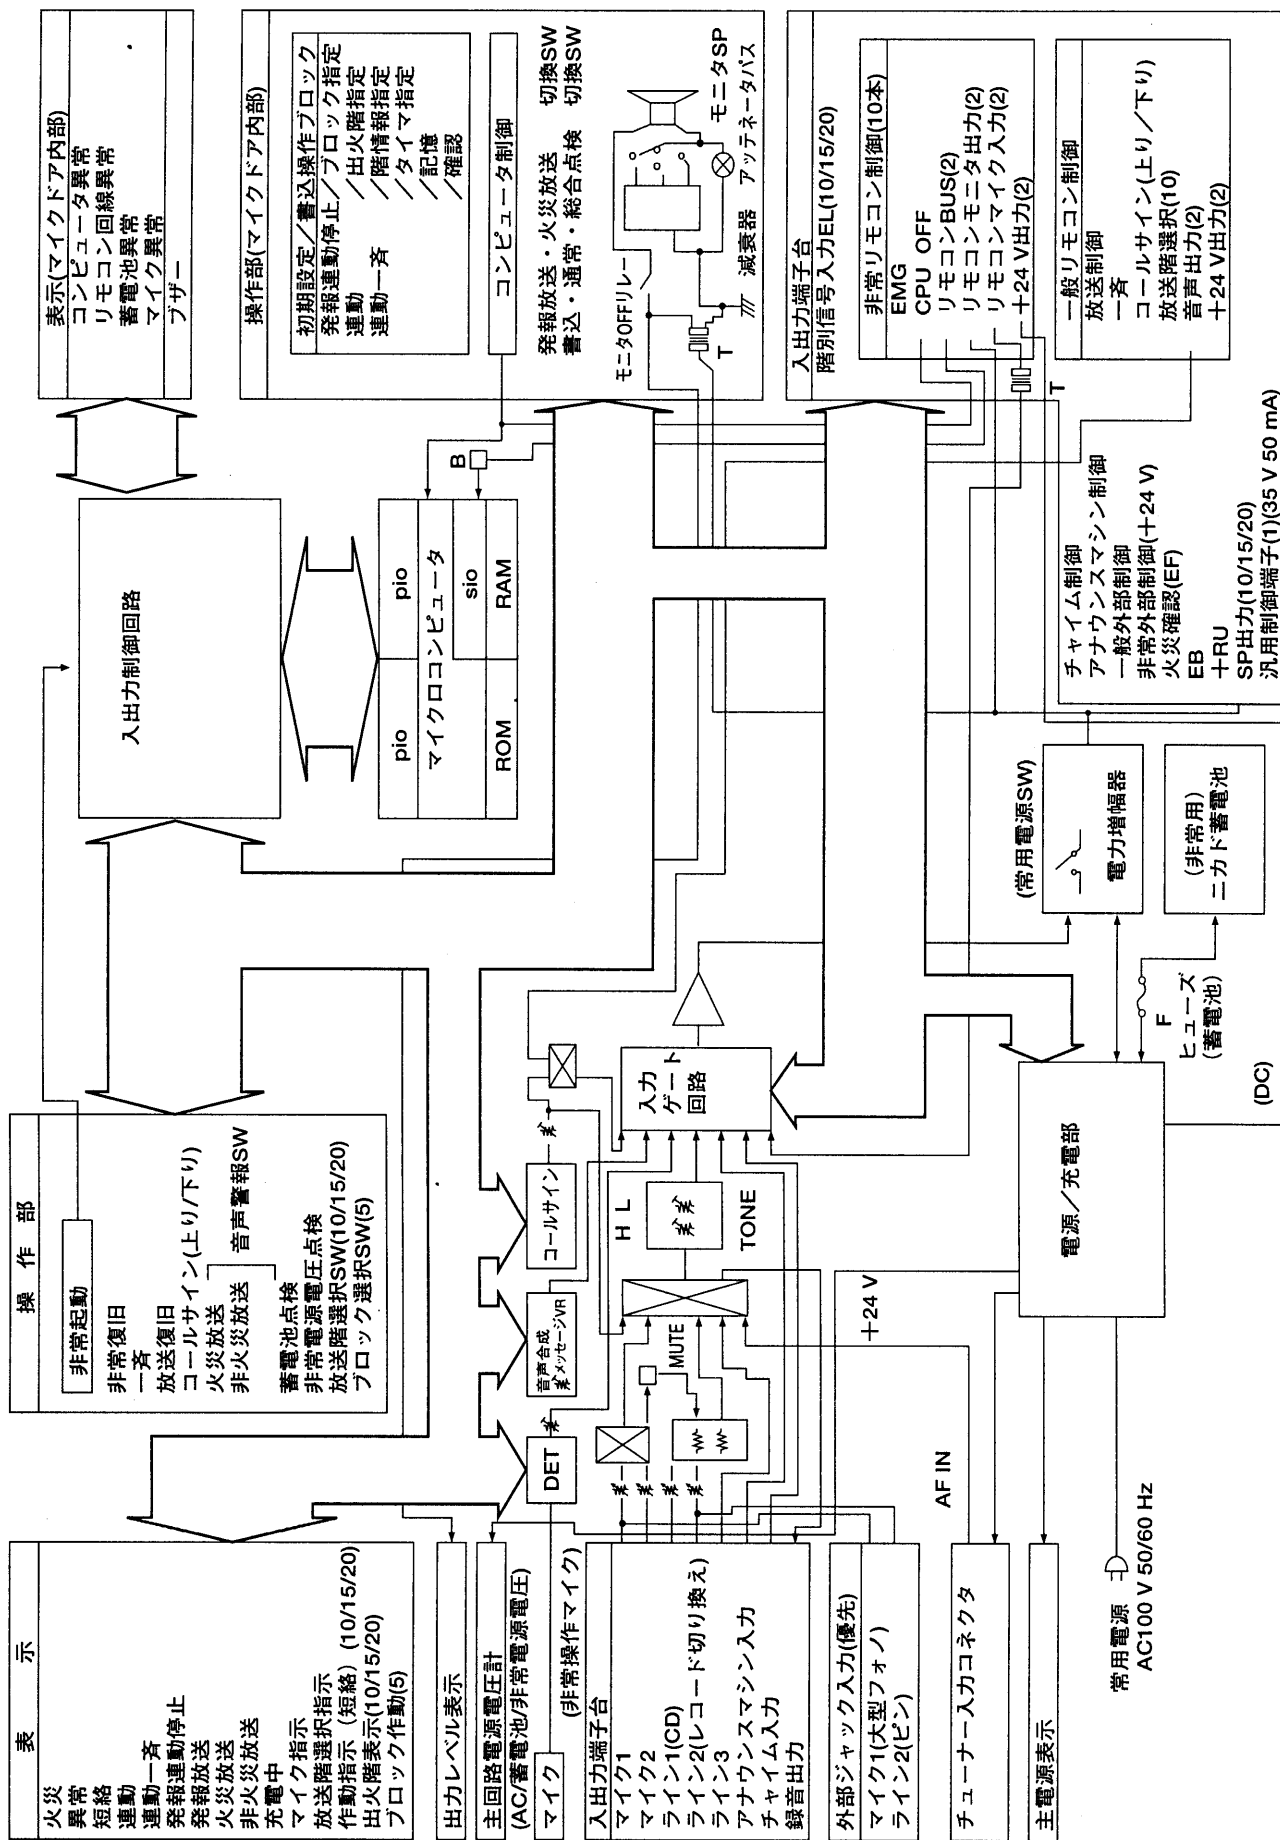 表　示
火災
異常
短絡
連動
連動一斉
発報連動停止
発報放送
火災放送
非火災放送
充電中
マイク指示
放送階選択指示
作動指示（短絡）(10/15/20)
出火階表示(10/15/20)
ブロック作動(5)
出力レベル表示
主回路電源電圧計
(AC/蓄電池/非常電源電圧)
マイク
(非常操作マイク)
入出力端子台
マイク1
マイク2
ライン1(CD)
ライン2(レコード切り換え)
ライン3
アナウンスマシン入力
チャイム入力
録音出力
外部ジャック入力(優先)
マイク1(大型フォノ)
ライン2(ピン)
チューナー入力コネクタ
主電源表示
常用電源
AC100 V 50/60 Hz
操　作　部
非常起動
非常復旧
一斉
放送復旧
コールサイン(上り/下り)
火災放送
非火災放送
音声警報SW
蓄電池点検
非常電源電圧点検
放送階選択SW(10/15/20)
ブロック選択SW(5)
DET
音声合成
メッセージVR
コールサイン
MUTE
H L
TONE
入力
ゲート
回路
AF IN
+24 V
電源／充電部
(DC)
F
ヒューズ
(蓄電池)
入出力制御回路
pio
pio
マイクロコンピュータ
sio
ROM
RAM
B
(常用電源SW)
電力増幅器
(非常用)
ニカド蓄電池
表示(マイクドア内部)
コンピュータ異常
リモコン回線異常
蓄電池異常
マイク異常
ブザー
操作部(マイクドア内部)
初期設定／書込操作ブロック
発報連動停止／ブロック指定
連動　／出火階指定
連動一斉　／階情報指定
／タイマ指定
／記憶
／確認
コンピュータ制御
発報放送・火災放送　切換SW
書込・通常・総合点検　切換SW
モニタOFFリレー
T
減衰器
アッテネータパス
モニタSP
入出力端子台
階別信号入力EL(10/15/20)
非常リモコン制御(10本)
EMG
CPU OFF
リモコンBUS(2)
リモコンモニタ出力(2)
リモコンマイク入力(2)
+24 V出力(2)
T
一般リモコン制御
放送制御
一斉
コールサイン(上り／下り)
放送階選択(10)
音声出力(2)
+24 V出力(2)
チャイム制御
アナウンスマシン制御
一般外部制御
非常外部制御(+24 V)
火災確認(EF)
EB
+RU
SP出力(10/15/20)
汎用制御端子(1)(35 V 50 mA)